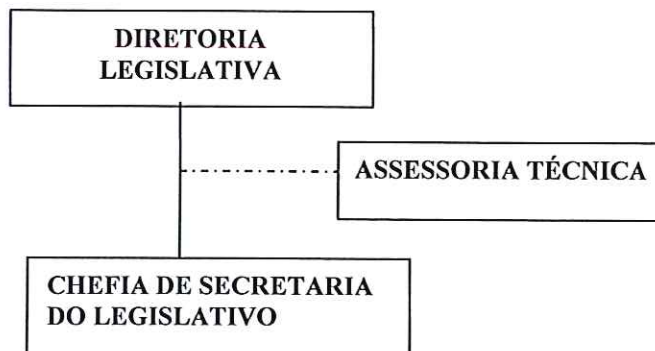 DIRETORIA
LEGISLATIVA
ASSESSORIA TÉCNICA
CHEFIA DE SECRETARIA
DO LEGISLATIVO